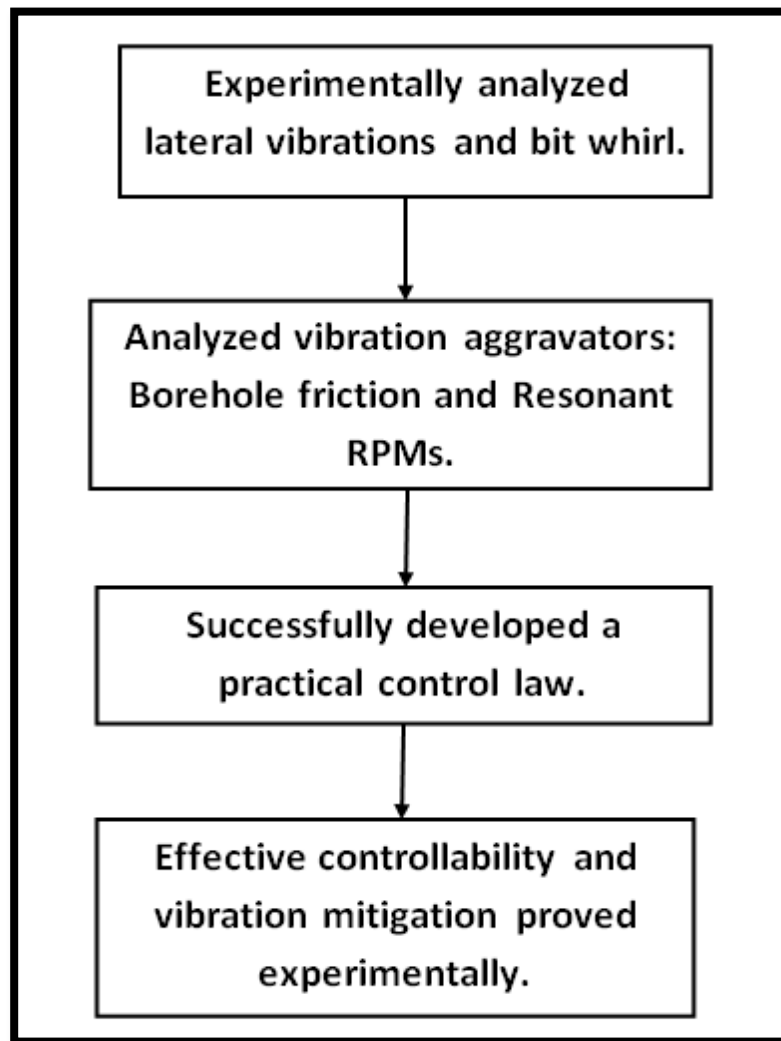 Experimentally analyzed
lateral vibrations and bit whirl.
Analyzed vibration aggravators:
Borehole friction and Resonant
RPMs.
Successfully developed a
practical control law.
Effective controllability and
vibration mitigation proved
experimentally.